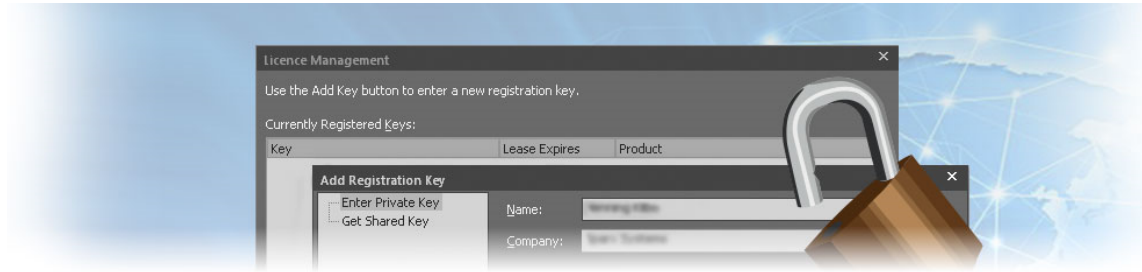 Licence Management
Use the Add Key button to enter a new registration key.
Currently Registered Keys:
Key Lease Expires Product
Add Registration Key
Enter Private Key
Get Shared Key
Name:
Company: